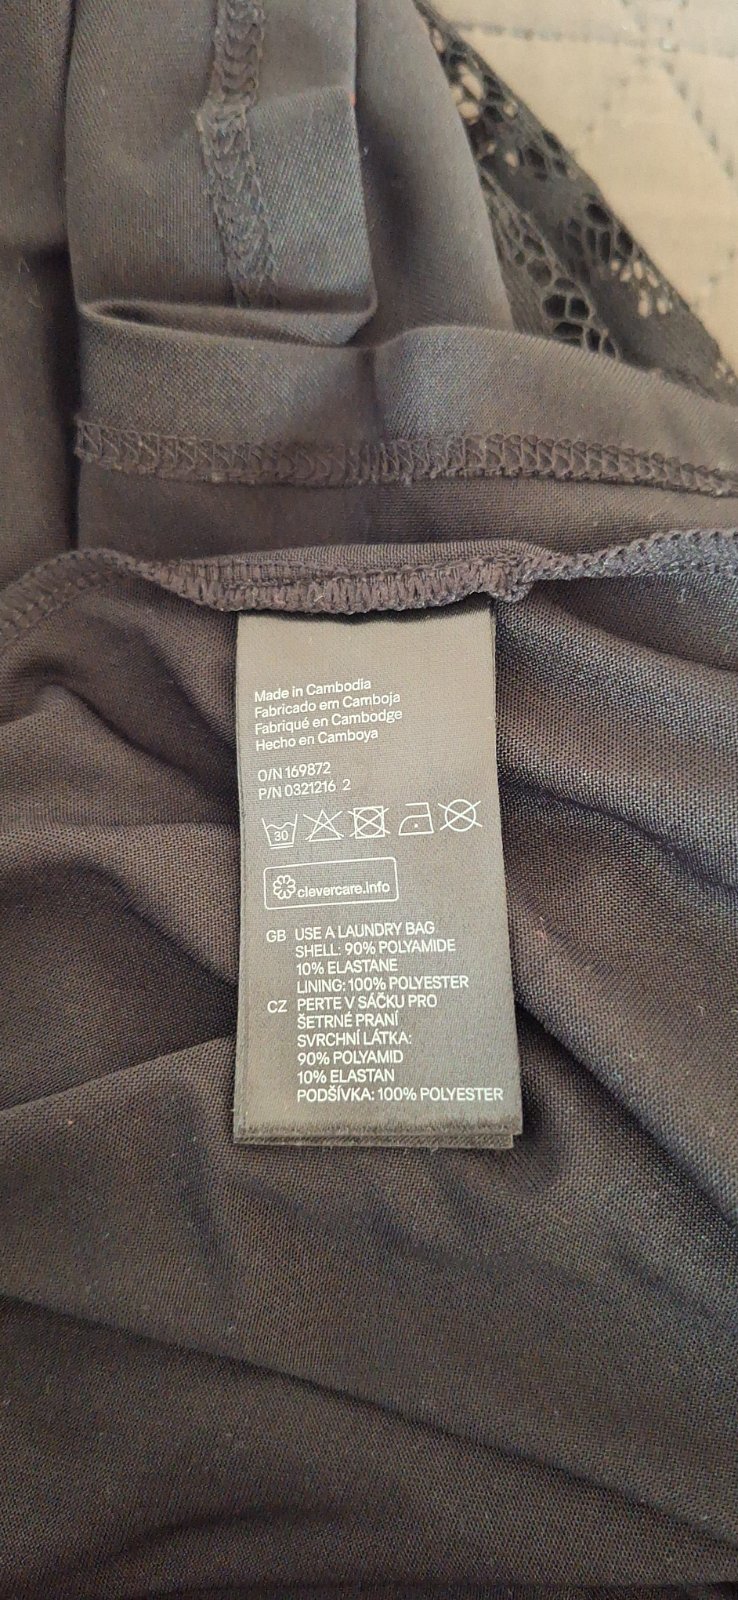 Made in Cambodia
Fabricado em Camboja
Fabriqué en Cambodge
Hecho en Camboya
O/N 169872
P/N 0321216 2
30
clevercare.info
GB USE A LAUNDRY BAG
SHELL: 90% POLYAMIDE
10% ELASTANE
LINING: 100% POLYESTER
CZ PERTE V SÁČKU PRO
ŠETRNÉ PRANÍ
SVRCHNÍ LÁTKA:
90% POLYAMID
10% ELASTAN
PODŠÍVKA: 100% POLYESTER